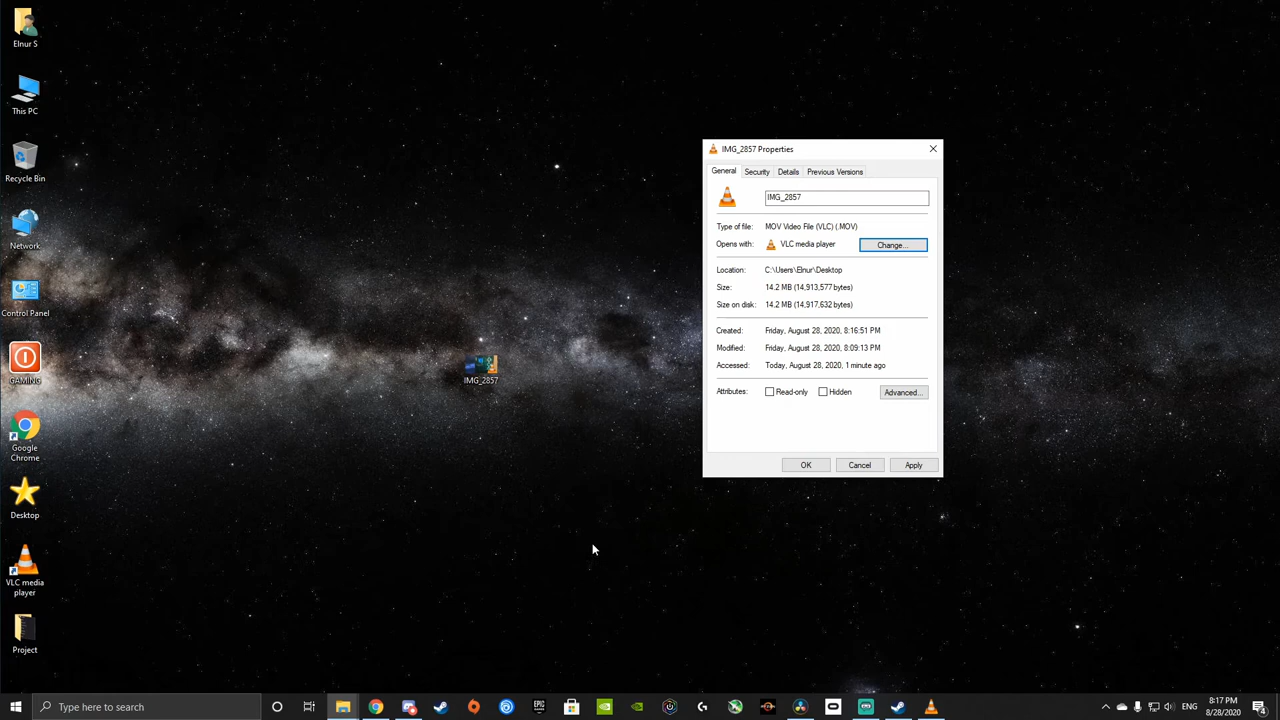 Elnur S
This PC
Recycle Bin
Network
Control Panel
GAMING
Google
Chrome
Desktop
VLC media
player
Project
IMG_2857
IMG_2857 Properties
General Security Details Previous Versions
IMG_2857
Type of file: MOV Video File (VLC) (.MOV)
Opens with: VLC media player Change...
Location: C:\Users\Elnur\Desktop
Size: 14.2 MB (14,913,577 bytes)
Size on disk: 14.2 MB (14,917,632 bytes)
Created: Friday, August 28, 2020, 8:16:51 PM
Modified: Friday, August 28, 2020, 8:09:13 PM
Accessed: Today, August 28, 2020, 1 minute ago
Attributes: Read-only Hidden Advanced...
OK Cancel Apply
Type here to search
EPIC
GAMES
8:17 PM
8/28/2020